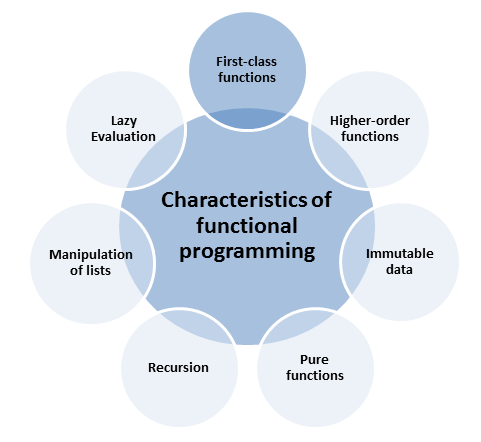 First-class
functions
Higher-order
functions
Immutable
data
Pure
functions
Recursion
Manipulation
of lists
Lazy
Evaluation
Characteristics of
functional
programming